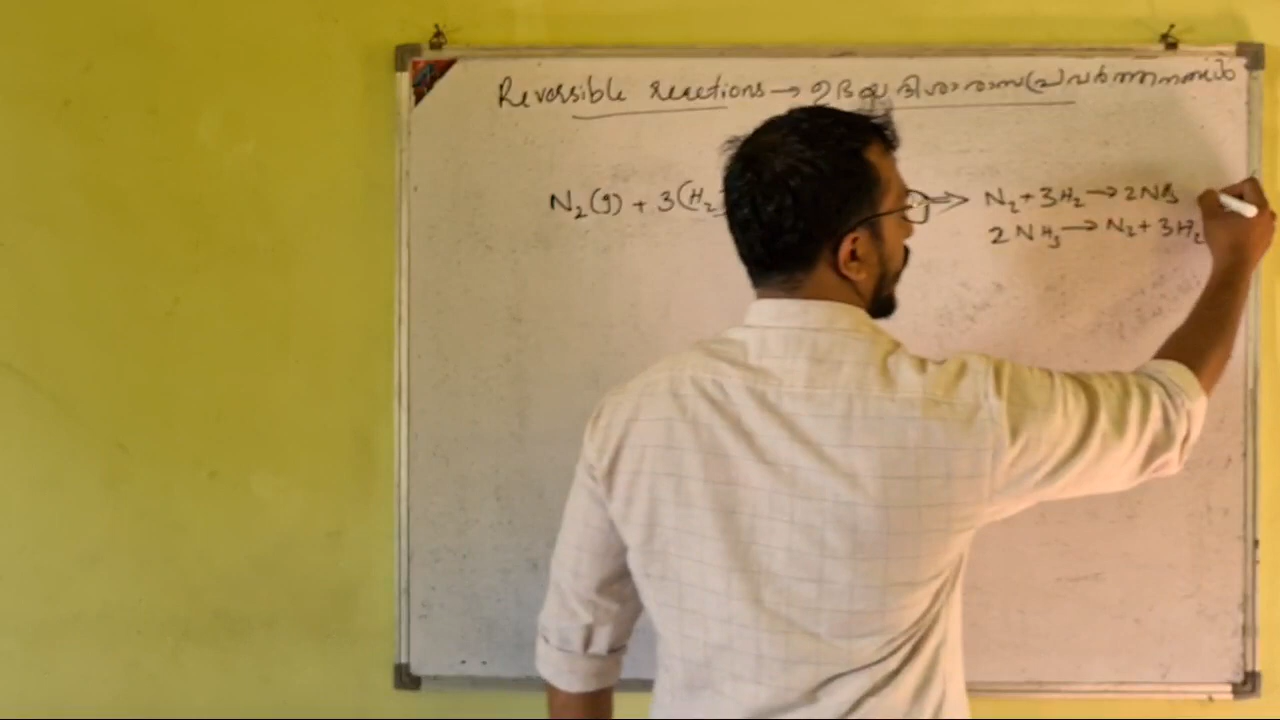 Reversible reactions → ഉഭയദിശാരാസപ്രവർത്തനങ്ങൾ
N₂(g) + 3(H₂ ⇒ N₂ + 3H₂ → 2NH₃
2NH₃ → N₂ + 3H₂